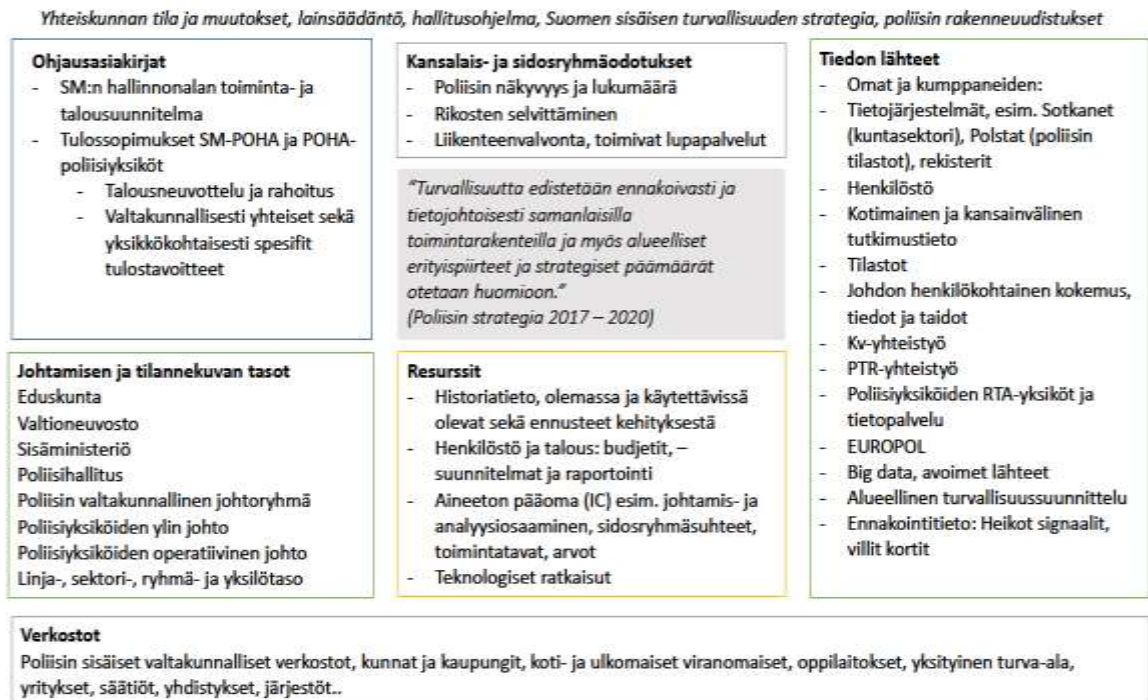 Yhteiskunnan tila ja muutokset, lainsäädäntö, hallitusohjelma, Suomen sisäisen turvallisuuden strategia, poliisin rakenneuudistukset
Ohjausasiakirjat
- SM:n hallinnonalan toiminta- ja
taloussuunnitelma
- Tulossopimukset SM-POHA ja POHA-
poliisiyksiköt
- Talousneuvottelu ja rahoitus
- Valtakunnallisesti yhteiset sekä
yksikkökohtaisesti spesifit
tulostavoitteet
Kansalais- ja sidosryhmäodotukset
- Poliisin näkyvyys ja lukumäärä
- Rikosten selvittäminen
- Liikenteenvalvonta, toimivat lupapalvelut
"Turvallisuutta edistetään ennakoivasti ja
tietojohtoisesti samanlaisilla
toimintarakenteilla ja myös alueelliset
erityispiirteet ja strategiset päämäärät
otetaan huomioon."
(Poliisin strategia 2017 – 2020)
Tiedon lähteet
- Omat ja kumppaneiden:
- Tietojärjestelmät, esim. Sotkanet
(kuntasektori), Polstat (poliisin
tilastot), rekisterit
- Henkilöstö
- Kotimainen ja kansainvälinen
tutkimustieto
- Tilastot
- Johdon henkilökohtainen kokemus,
tiedot ja taidot
- Kv-yhteistyö
- PTR-yhteistyö
- Poliisiyksiköiden RTA-yksiköt ja
tietopalvelu
- EUROPOL
- Big data, avoimet lähteet
- Alueellinen turvallisuussuunnittelu
- Ennakointitieto: Heikot signaalit,
villit kortit
Johtamisen ja tilannekuvan tasot
Eduskunta
Valtioneuvosto
Sisäministeriö
Poliisihallitus
Poliisin valtakunnallinen johtoryhmä
Poliisiyksiköiden ylin johto
Poliisiyksiköiden operatiivinen johto
Linja-, sektori-, ryhmä- ja yksilötaso
Resurssit
- Historiatieto, olemassa ja käytettävissä
olevat sekä ennusteet kehityksestä
- Henkilöstö ja talous: budjetit, –
suunnitelmat ja raportointi
- Aineeton pääoma (IC) esim. johtamis- ja
analyysiosaaminen, sidosryhmäsuhteet,
toimintatavat, arvot
- Teknologiset ratkaisut
Verkostot
Poliisin sisäiset valtakunnalliset verkostot, kunnat ja kaupungit, koti- ja ulkomaiset viranomaiset, oppilaitokset, yksityinen turva-ala,
yritykset, säätiöt, yhdistykset, järjestöt..